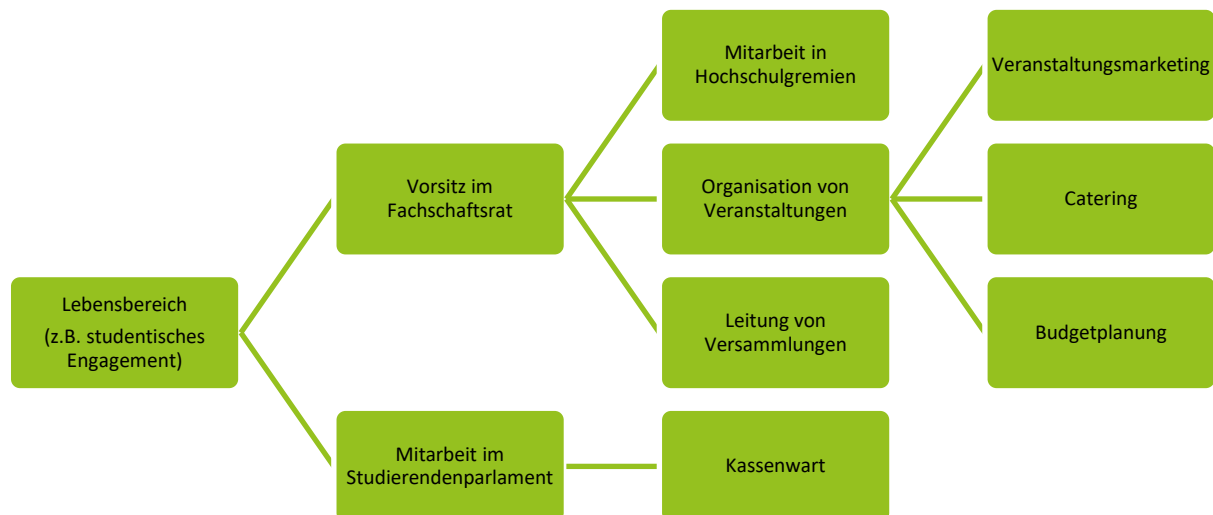 Lebensbereich
(z.B. studentisches
Engagement)
Vorsitz im
Fachschaftsrat
Mitarbeit in
Hochschulgremien
Organisation von
Veranstaltungen
Veranstaltungsmarketing
Catering
Budgetplanung
Leitung von
Versammlungen
Mitarbeit im
Studierendenparlament
Kassenwart